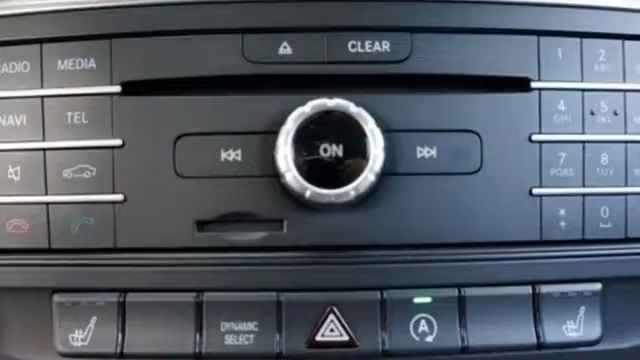 CLEAR
RADIO MEDIA 1 2 ABC
NAVI TEL 4 GHI 5 JKL
ON
7 PQRS 8 TUV
* + 0
DYNAMIC SELECT A